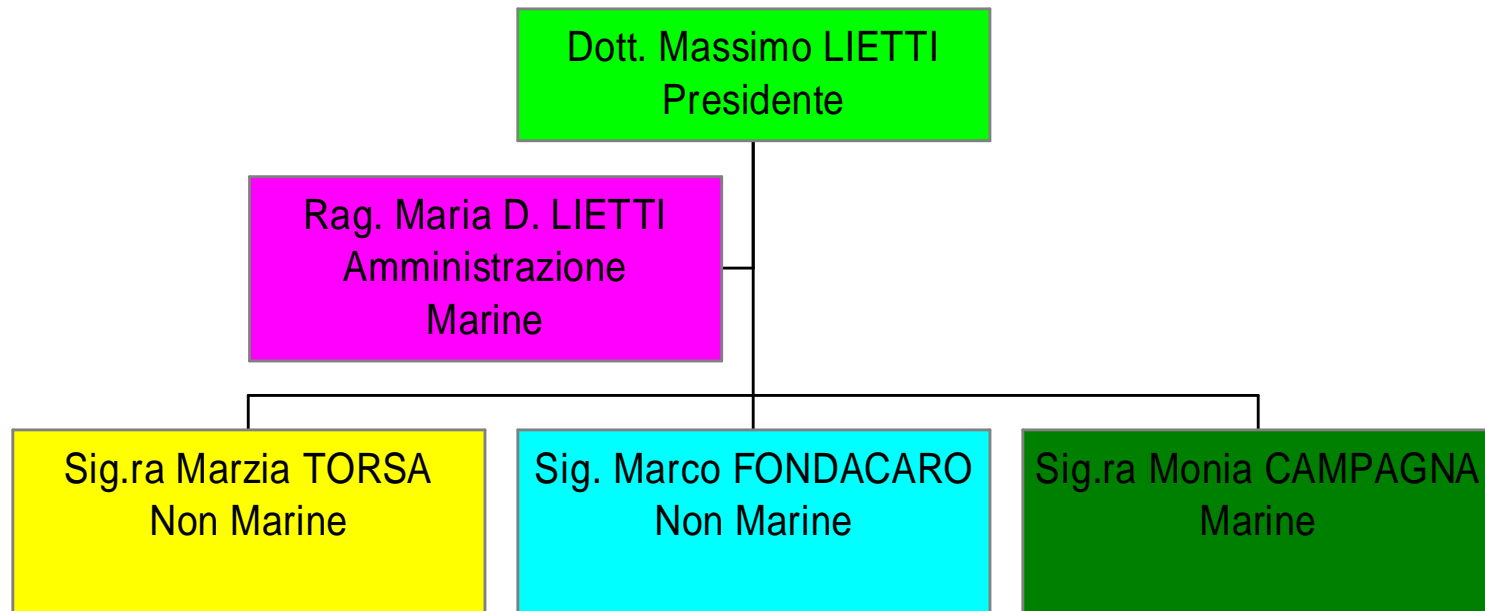 Dott. Massimo LIETTI
Presidente
Rag. Maria D. LIETTI
Amministrazione
Marine
Sig.ra Marzia TORSA
Non Marine
Sig. Marco FONDACARO
Non Marine
Sig.ra Monia CAMPAGNA
Marine